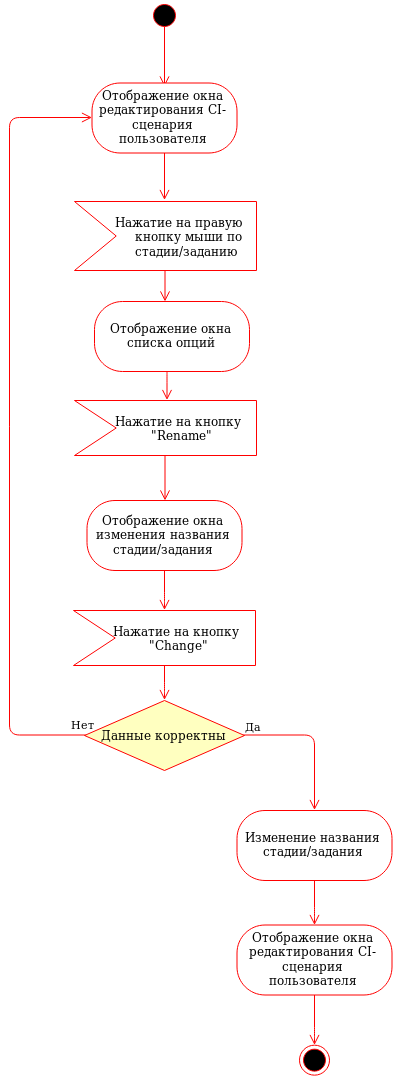 Отображение окна
редактирования CI-
сценария
пользователя
Нажатие на правую
кнопку мыши по
стадии/заданию
Отображение окна
списка опций
Нажатие на кнопку
"Rename"
Отображение окна
изменения названия
стадии/задания
Нажатие на кнопку
"Change"
Нет
Данные корректны
Да
Изменение названия
стадии/задания
Отображение окна
редактирования CI-
сценария
пользователя